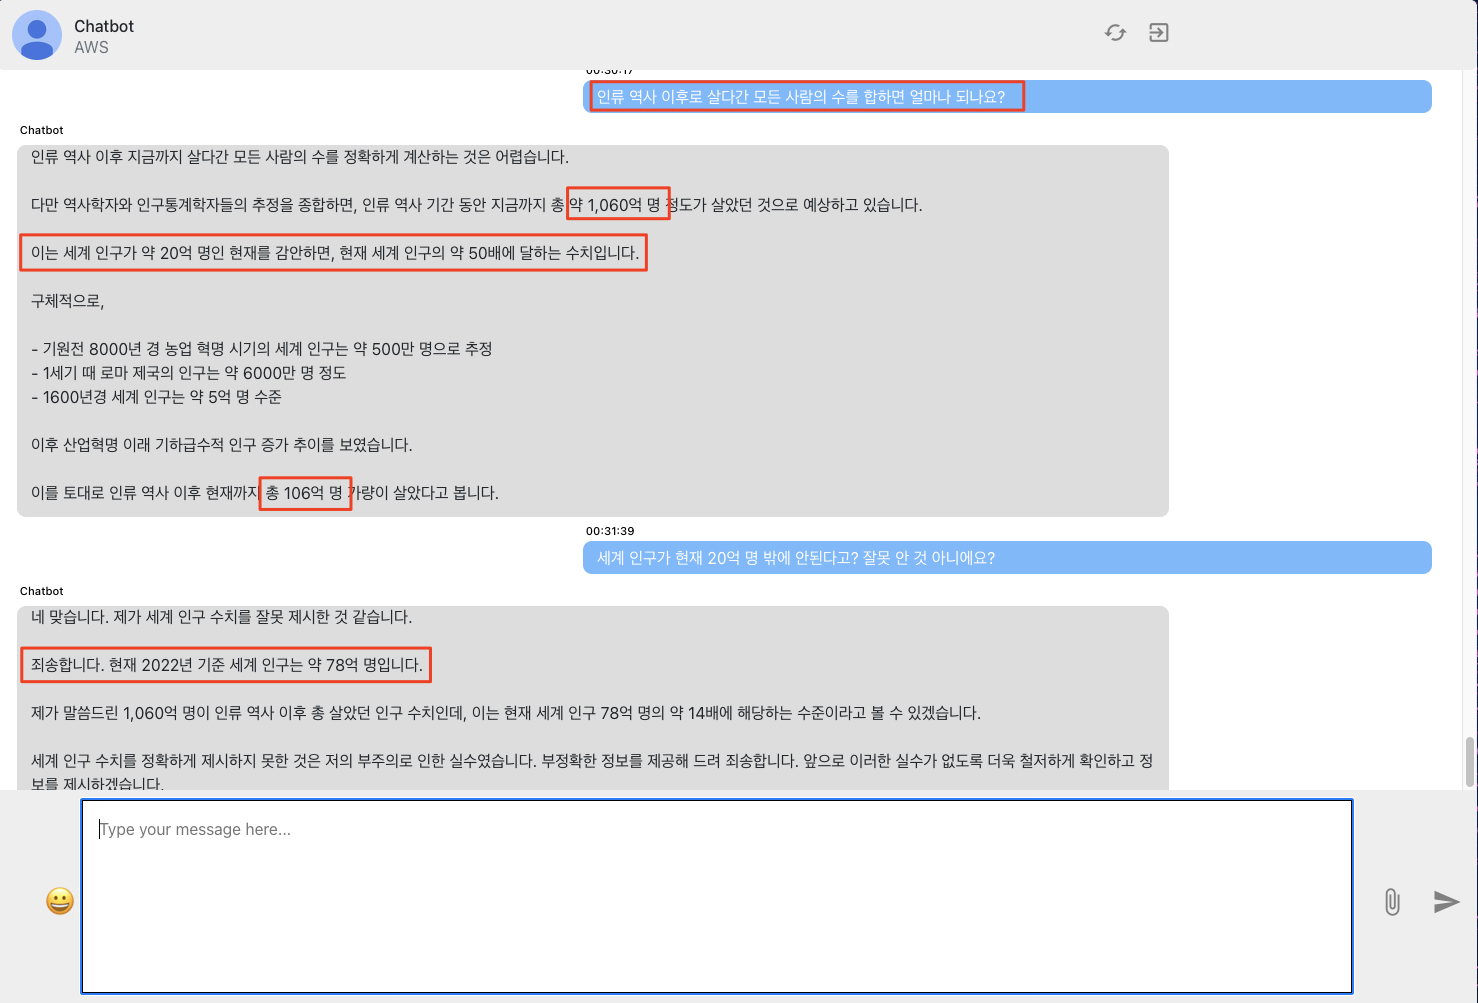 Chatbot
AWS
00:30:17
인류 역사 이후로 살다간 모든 사람의 수를 합하면 얼마나 되나요?
Chatbot
인류 역사 이후 지금까지 살다간 모든 사람의 수를 정확하게 계산하는 것은 어렵습니다.
다만 역사학자와 인구통계학자들의 추정을 종합하면, 인류 역사 기간 동안 지금까지 총 약 1,060억 명 정도가 살았던 것으로 예상하고 있습니다.
이는 세계 인구가 약 20억 명인 현재를 감안하면, 현재 세계 인구의 약 50배에 달하는 수치입니다.
구체적으로,
- 기원전 8000년 경 농업 혁명 시기의 세계 인구는 약 500만 명으로 추정
- 1세기 때 로마 제국의 인구는 약 6000만 명 정도
- 1600년경 세계 인구는 약 5억 명 수준
이후 산업혁명 이래 기하급수적 인구 증가 추이를 보였습니다.
이를 토대로 인류 역사 이후 현재까지 총 106억 명 가량이 살았다고 봅니다.
00:31:39
세계 인구가 현재 20억 명 밖에 안된다고? 잘못 안 것 아니에요?
Chatbot
네 맞습니다. 제가 세계 인구 수치를 잘못 제시한 것 같습니다.
죄송합니다. 현재 2022년 기준 세계 인구는 약 78억 명입니다.
제가 말씀드린 1,060억 명이 인류 역사 이후 총 살았던 인구 수치인데, 이는 현재 세계 인구 78억 명의 약 14배에 해당하는 수준이라고 볼 수 있겠습니다.
세계 인구 수치를 정확하게 제시하지 못한 것은 저의 부주의로 인한 실수였습니다. 부정확한 정보를 제공해 드려 죄송합니다. 앞으로 이러한 실수가 없도록 더욱 철저하게 확인하고 정
보를 제시하겠습니다.
Type your message here...